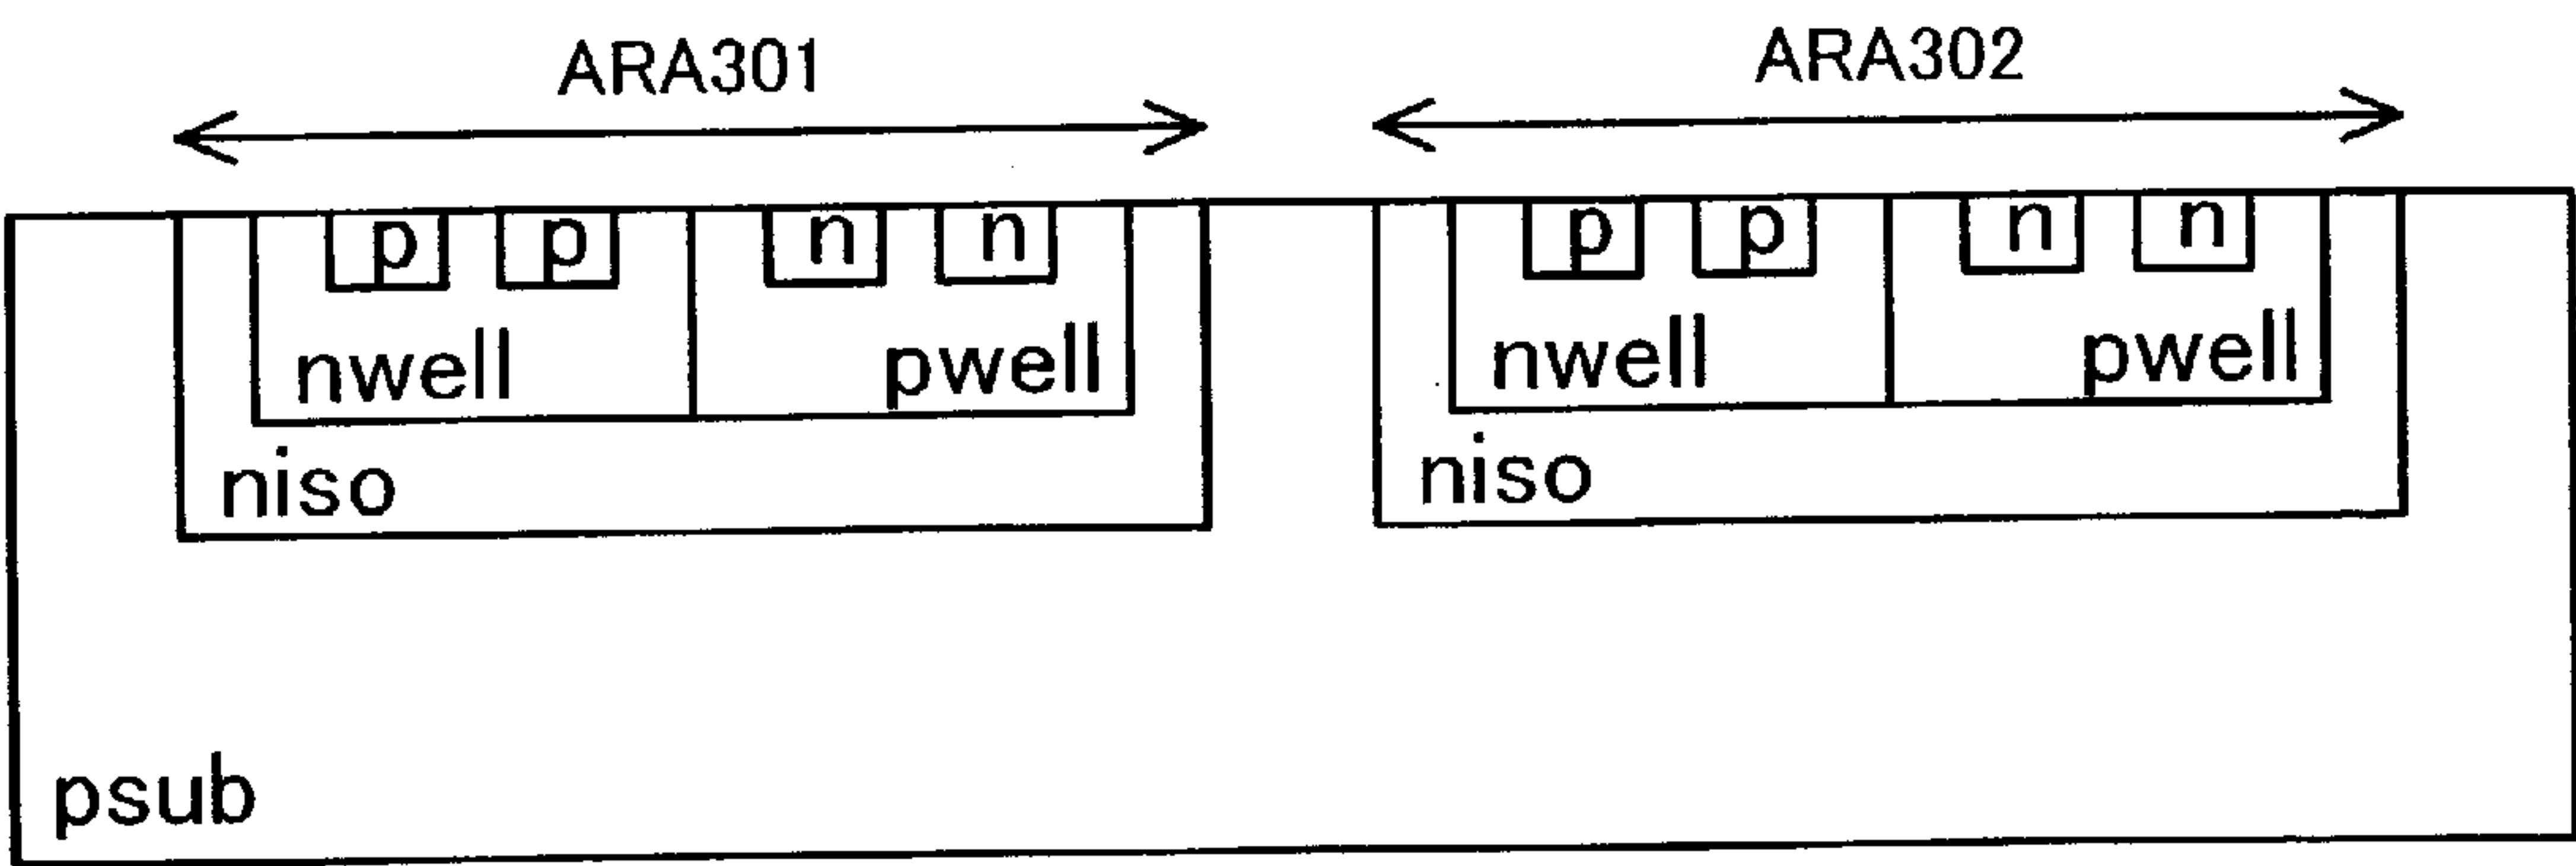 ARA301 ARA302
p p n n p p n n
nwell pwell nwell pwell
niso niso
psub